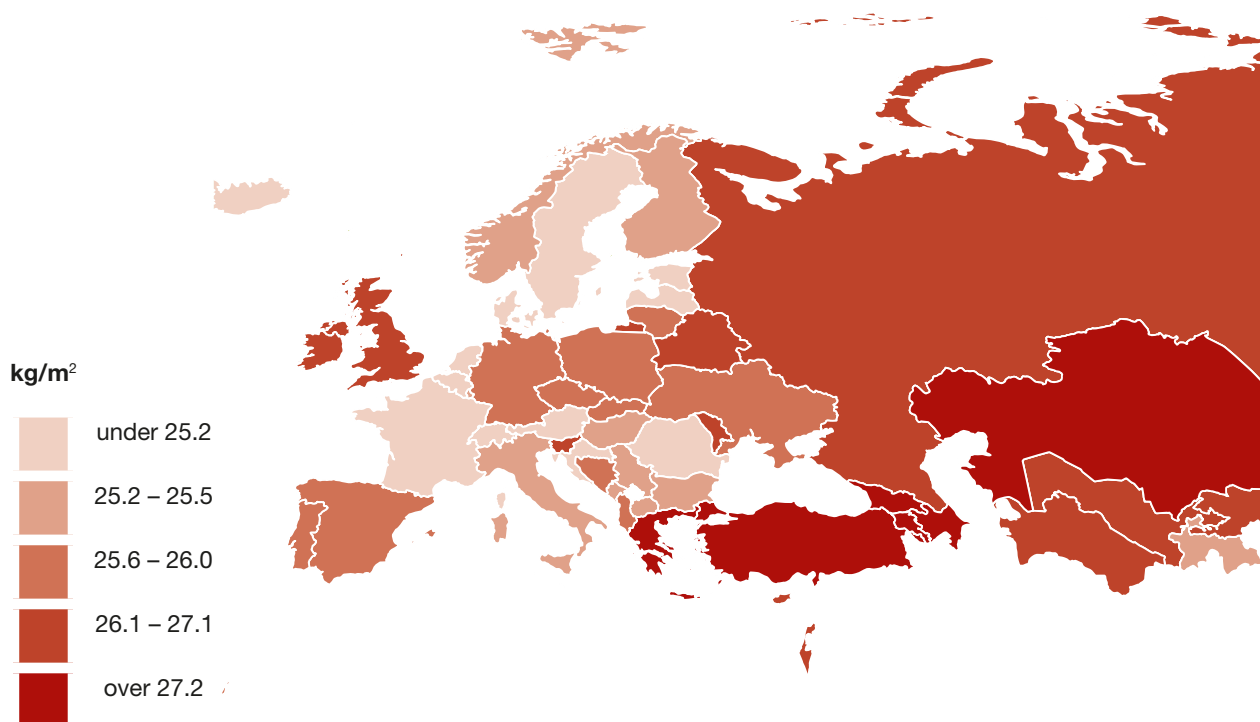 kg/m²
under 25.2
25.2 – 25.5
25.6 – 26.0
26.1 – 27.1
over 27.2